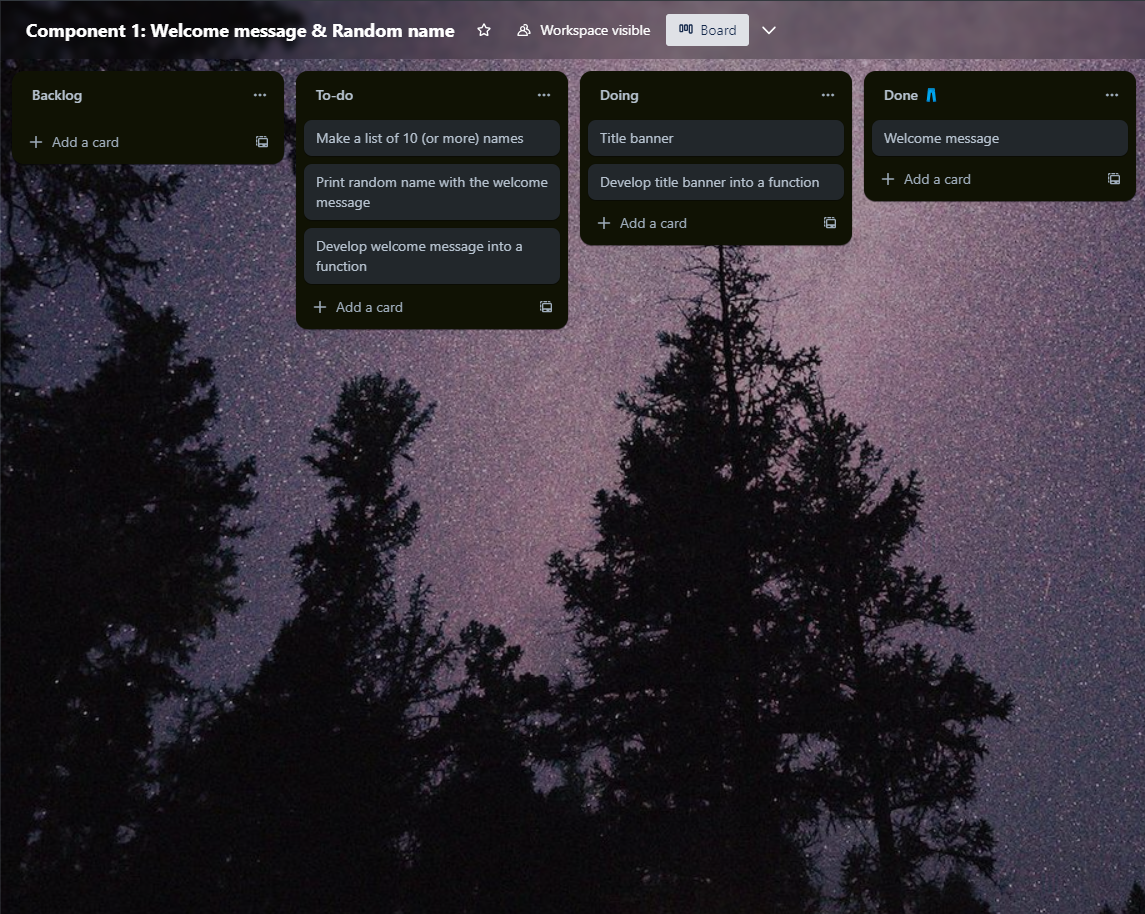 Component 1: Welcome message & Random name
Workspace visible
Board
Backlog
Add a card
To-do
Make a list of 10 (or more) names
Print random name with the welcome
message
Develop welcome message into a
function
Add a card
Doing
Title banner
Develop title banner into a function
Add a card
Done 👖
Welcome message
Add a card